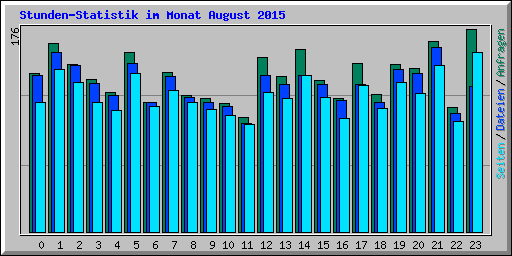 Stunden-Statistik im Monat August 2015
176
Seiten/Dateien/Anfragen
0 1 2 3 4 5 6 7 8 9 10 11 12 13 14 15 16 17 18 19 20 21 22 23